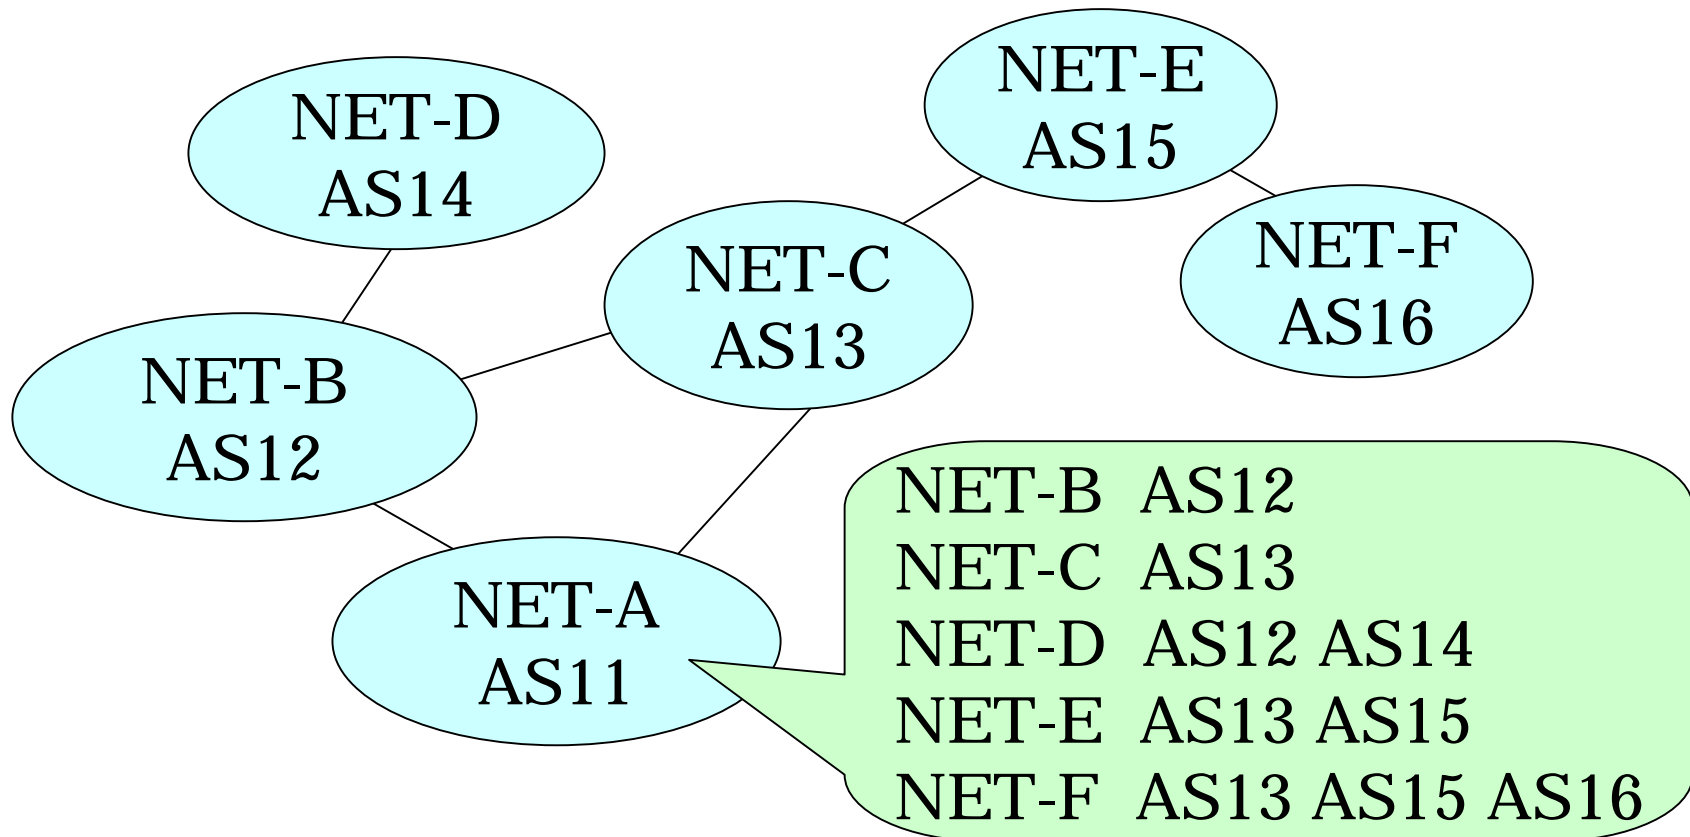 NET-E
AS15
NET-D
AS14
NET-F
AS16
NET-C
AS13
NET-B
AS12
NET-A
AS11
NET-B AS12
NET-C AS13
NET-D AS12 AS14
NET-E AS13 AS15
NET-F AS13 AS15 AS16